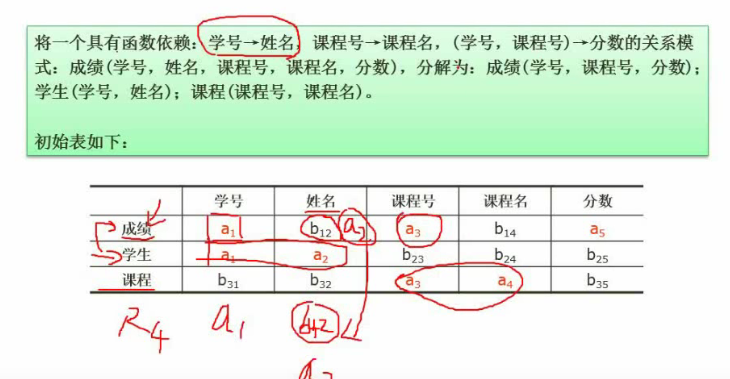 将一个具有函数依赖：学号→姓名，课程号→课程名，(学号，课程号)→分数的关系模
式：成绩(学号，姓名，课程号，课程名，分数)，分解为：成绩(学号，课程号，分数)；
学生(学号，姓名)；课程(课程号，课程名)。
初始表如下：
学号 姓名 课程号 课程名 分数
成绩 a₁ b₁₂ a₂ a₃ b₁₄ a₅
学生 a₁ a₂ b₂₃ b₂₄ b₂₅
课程 b₃₁ b₃₂ a₃ a₄ b₃₅
R₄ a₁ b₄₂